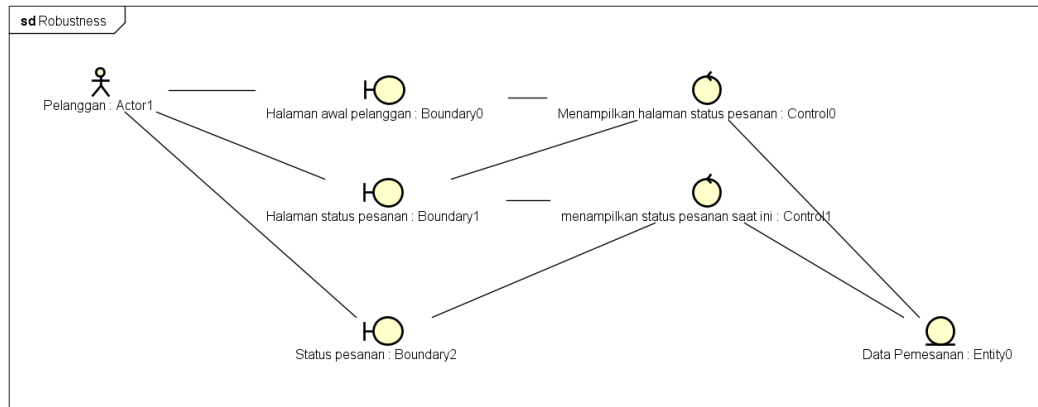 sd Robustness
Pelanggan : Actor1
Halaman awal pelanggan : Boundary0
Menampilkan halaman status pesanan : Control0
Halaman status pesanan : Boundary1
menampilkan status pesanan saat ini : Control1
Status pesanan : Boundary2
Data Pemesanan : Entity0